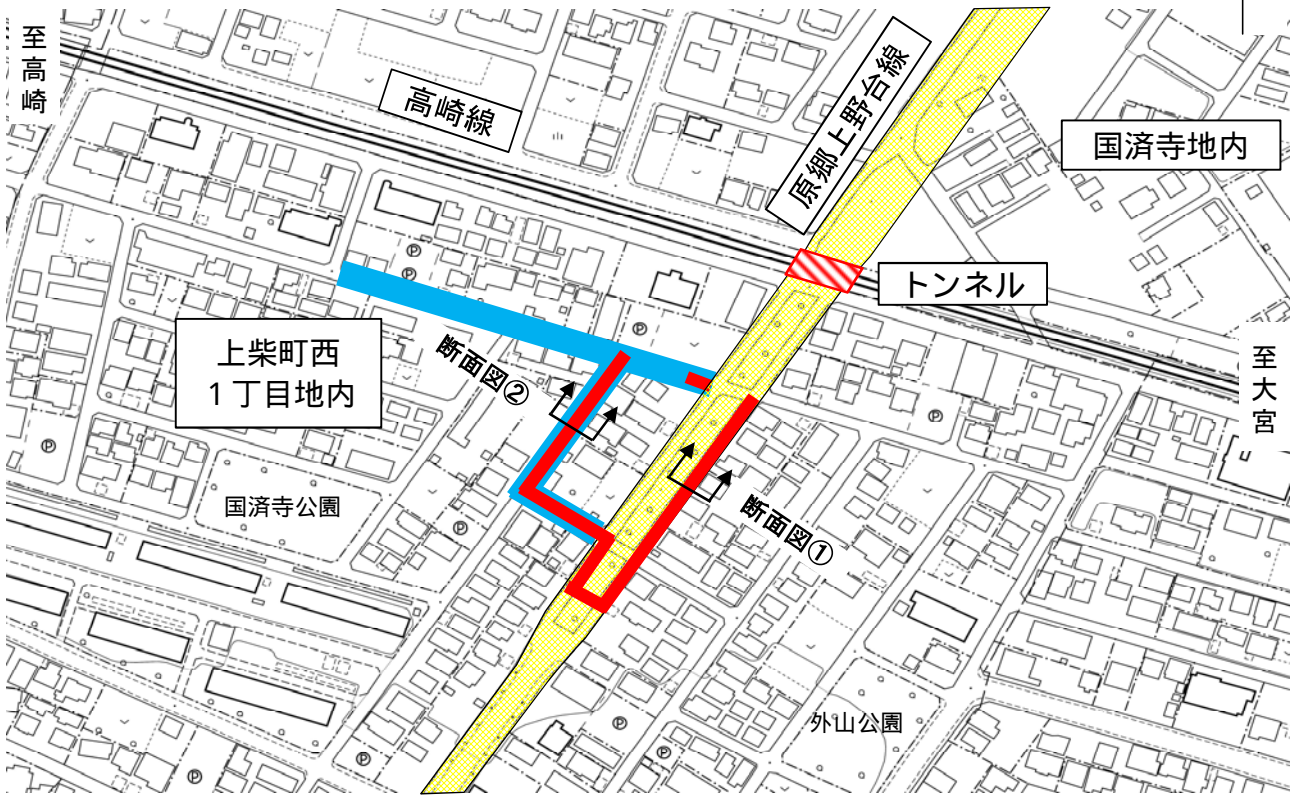 至高崎
高崎線
原郷上野台線
国済寺地内
トンネル
上柴町西
1丁目地内
断面図②
至大宮
国済寺公園
断面図①
外山公園
Ⓟ
Ⓟ
Ⓟ
Ⓟ
Ⓟ
Ⓟ
Ⓟ
Ⓟ
Ⓟ
Ⓟ